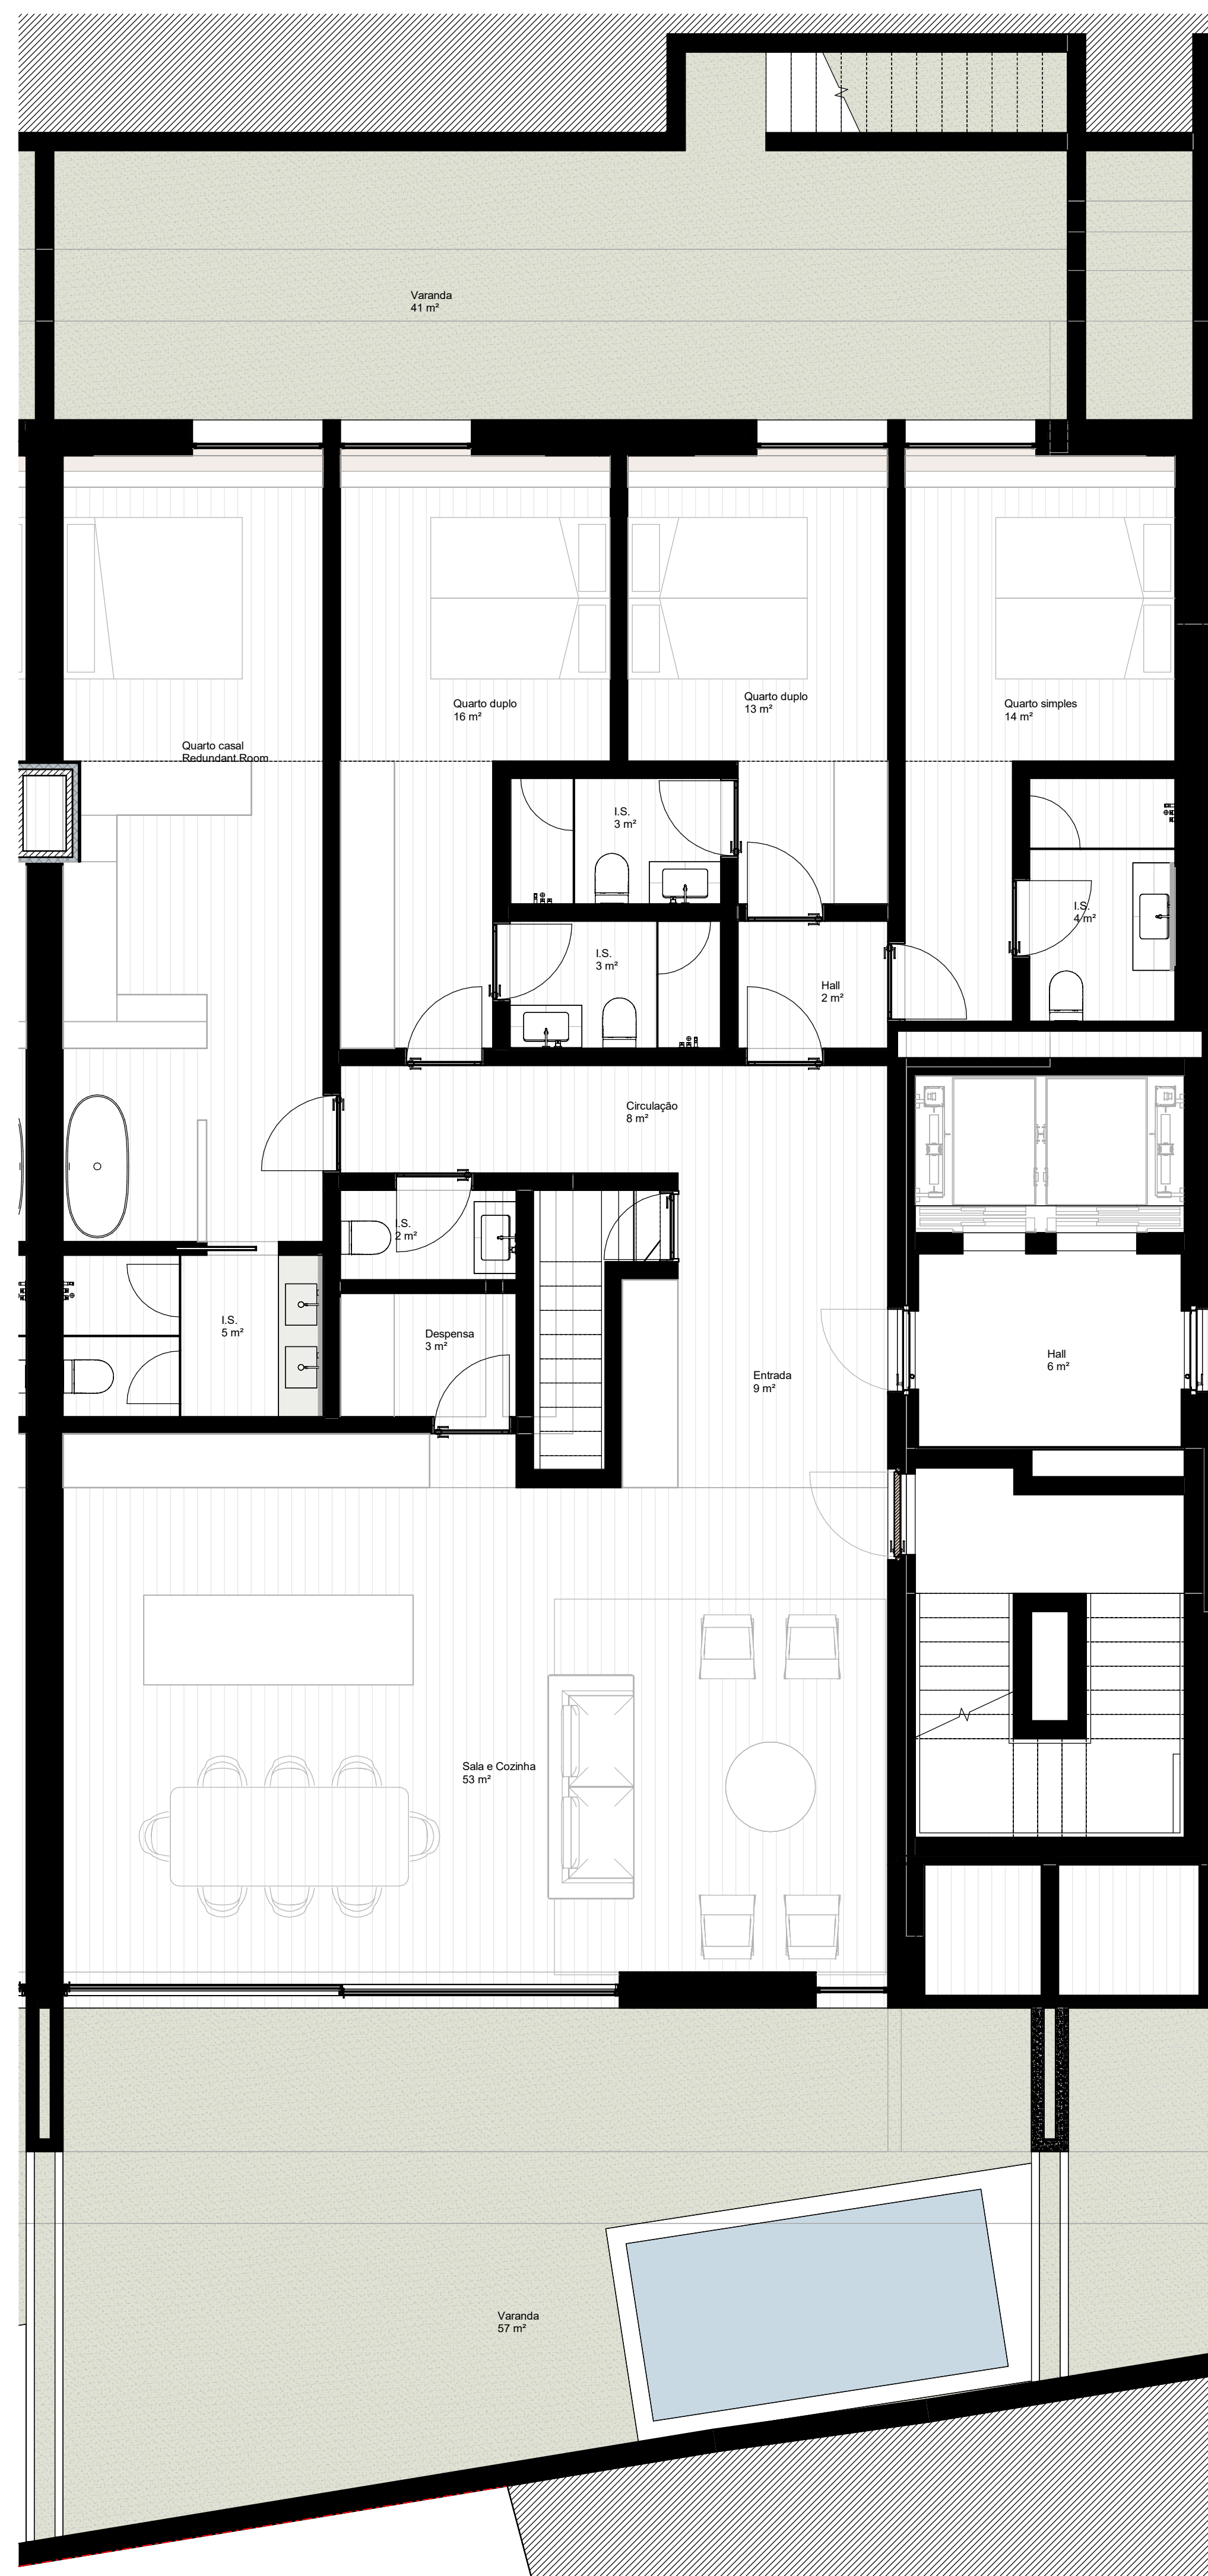 Varanda
41 m²
Quarto duplo
16 m²
Quarto duplo
13 m²
Quarto simples
14 m²
Quarto casal
Redundant Room
I.S.
3 m²
I.S.
4 m²
I.S.
3 m²
Hall
2 m²
Circulação
8 m²
I.S.
2 m²
I.S.
5 m²
Despensa
3 m²
Entrada
9 m²
Hall
6 m²
Sala e Cozinha
53 m²
Varanda
57 m²